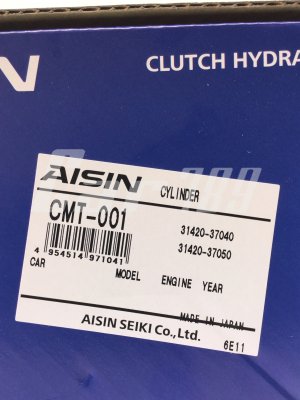 N
CLUTCH HYDRA
AISIN CYLINDER
CMT-001 31420-37040
31420-37050
4 954514 971041
CAR MODEL ENGINE YEAR
MADE IN JAPAN
AISIN SEIKI Co.,Ltd.
6E11